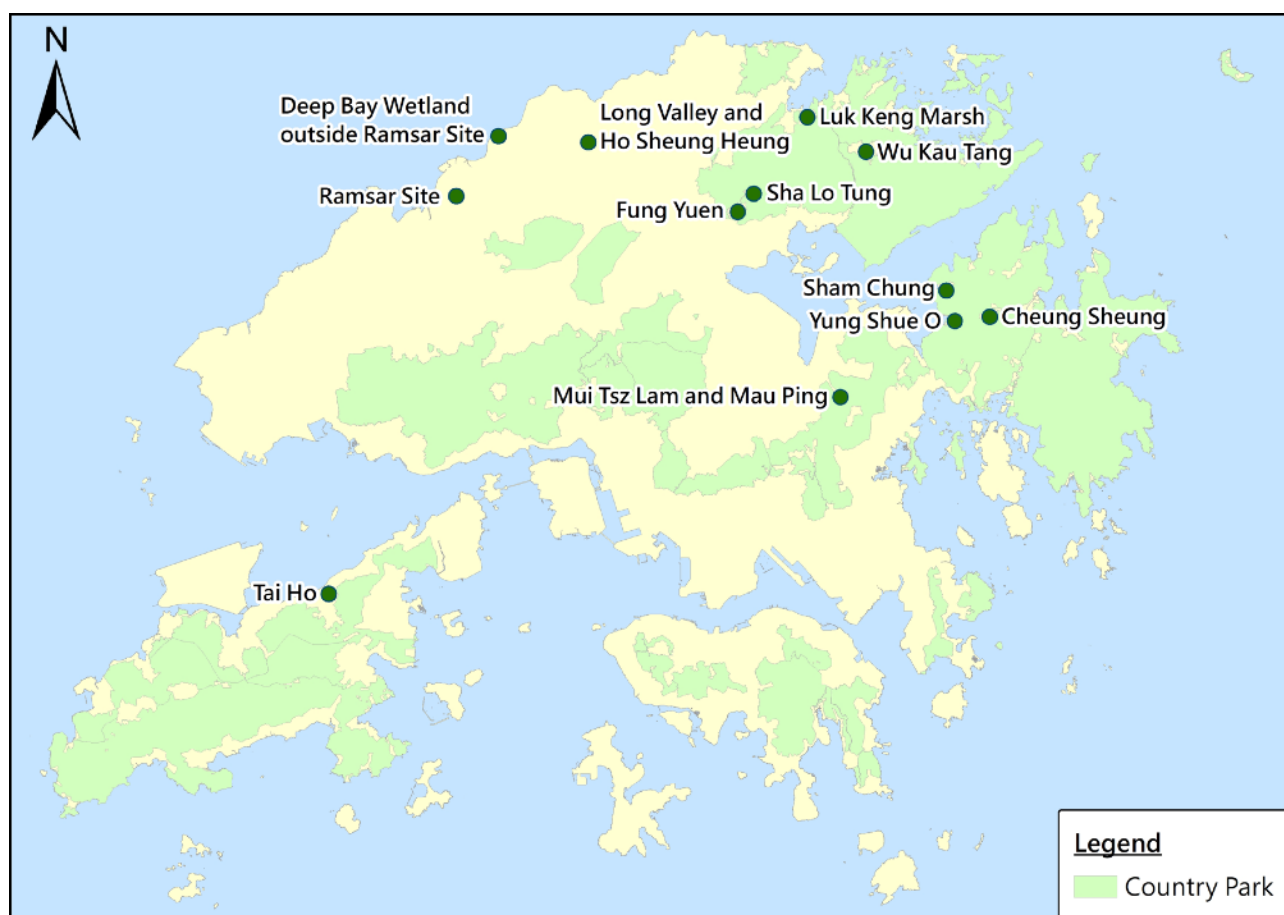 N
Deep Bay Wetland
outside Ramsar Site
Long Valley and
Ho Sheung Heung
Luk Keng Marsh
Wu Kau Tang
Ramsar Site
Sha Lo Tung
Fung Yuen
Sham Chung
Yung Shue O
Cheung Sheung
Mui Tsz Lam and Mau Ping
Tai Ho
Legend
Country Park